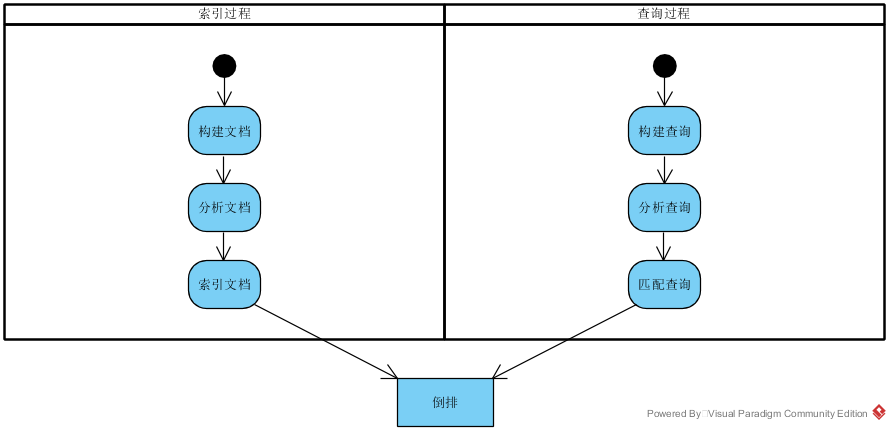 索引过程
查询过程
构建文档
构建查询
分析文档
分析查询
索引文档
匹配查询
倒排
Powered By Visual Paradigm Community Edition